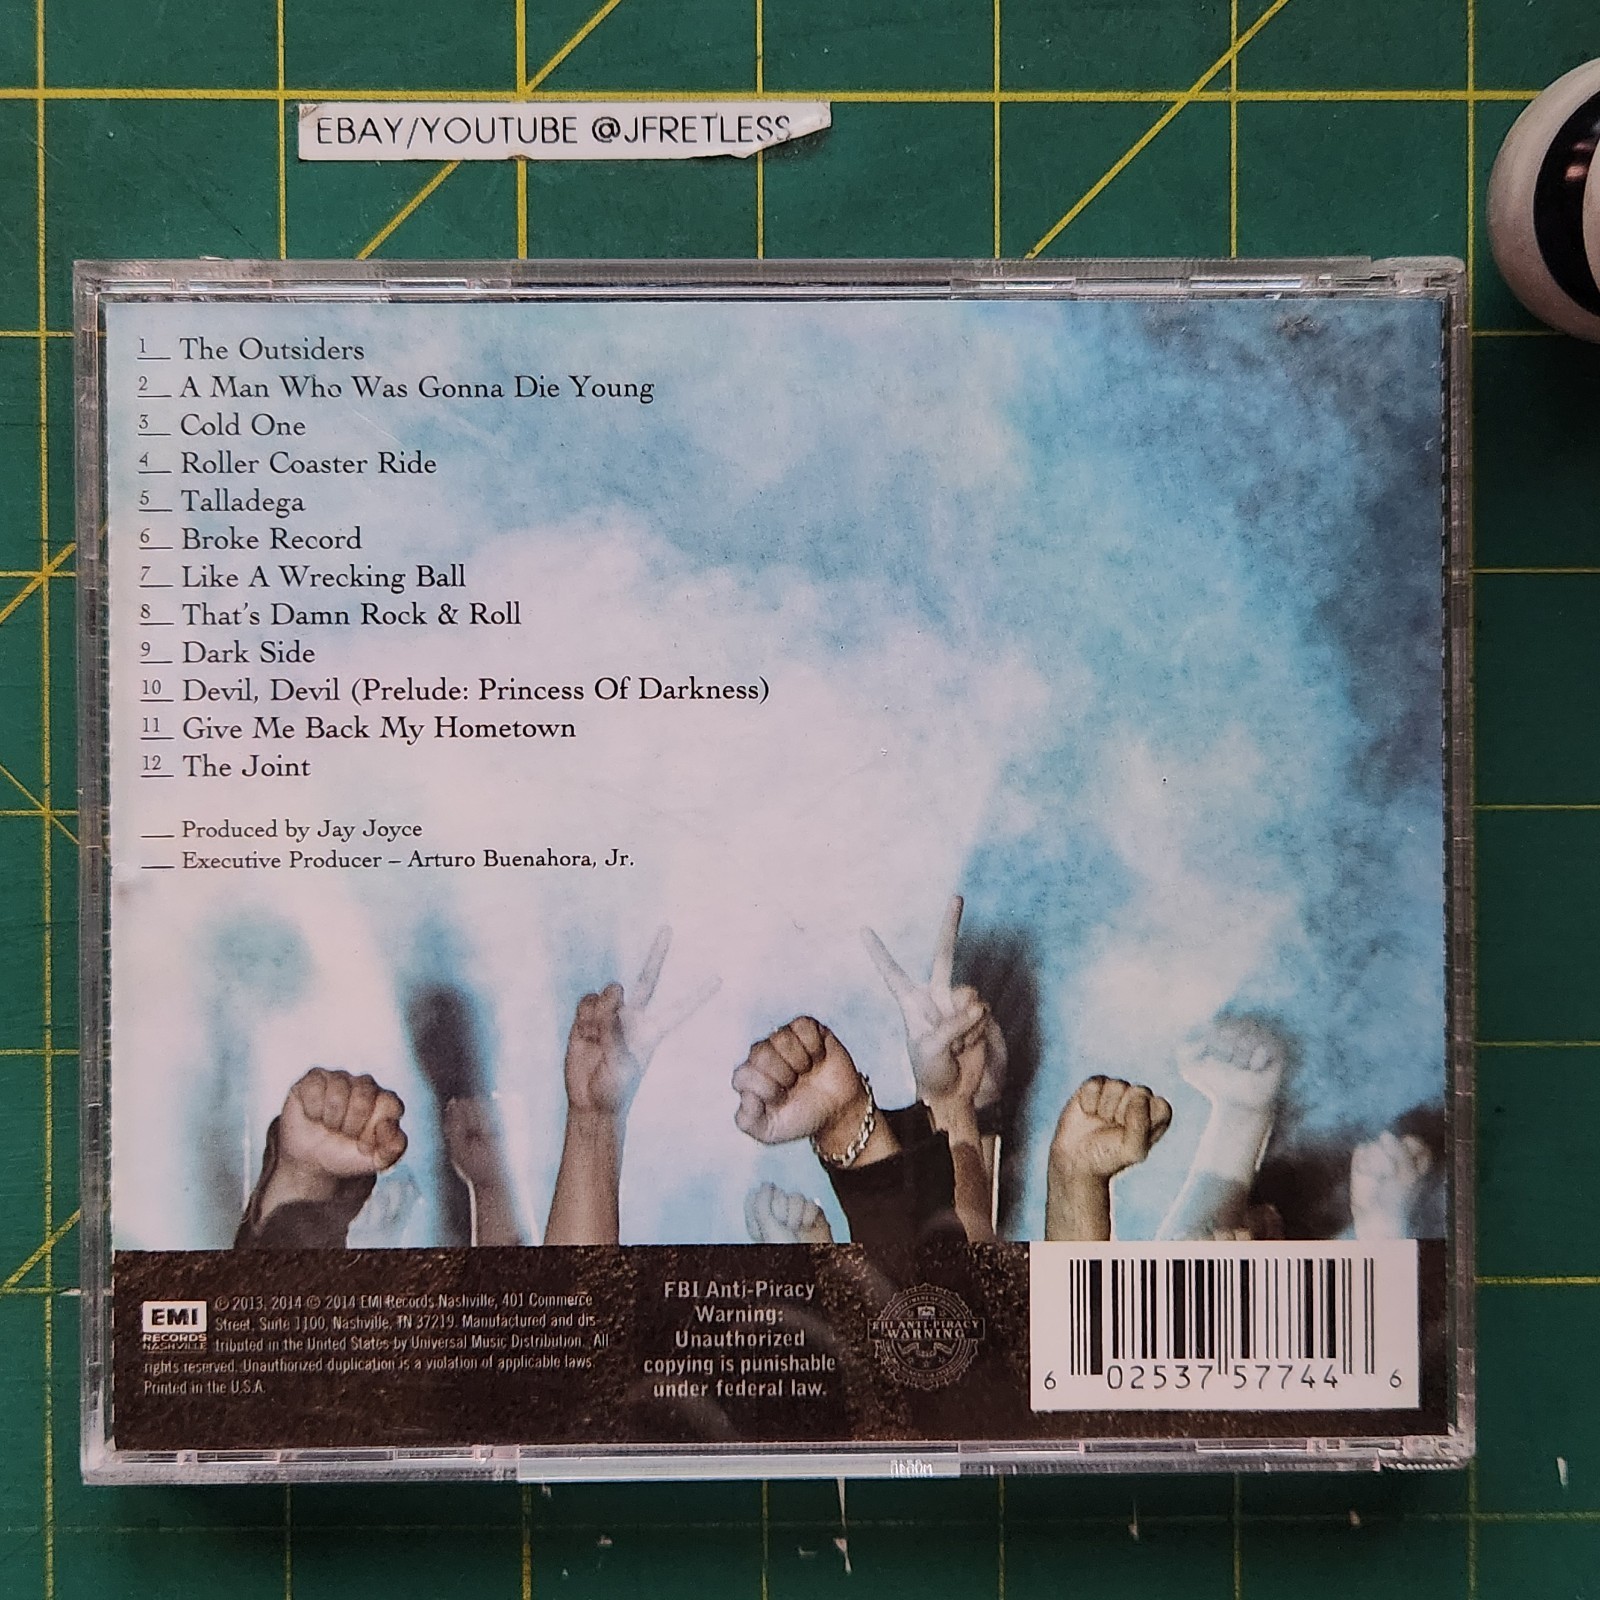 EBAY/YOUTUBE @JFRETLESS
1 The Outsiders
2 A Man Who Was Gonna Die Young
3 Cold One
4 Roller Coaster Ride
5 Talladega
6 Broke Record
7 Like A Wrecking Ball
8 That's Damn Rock & Roll
9 Dark Side
10 Devil, Devil (Prelude: Princess Of Darkness)
11 Give Me Back My Hometown
12 The Joint
Produced by Jay Joyce
Executive Producer – Arturo Buenahora, Jr.
EMI
RECORDS
NASHVILLE
℗ 2013, 2014 © 2014 EMI Records Nashville, 401 Commerce
Street, Suite 1100, Nashville, TN 37219. Manufactured and dis-
tributed in the United States by Universal Music Distribution. All
rights reserved. Unauthorized duplication is a violation of applicable laws.
Printed in the U.S.A.
FBI Anti-Piracy
Warning:
Unauthorized
copying is punishable
under federal law.
FBI ANTI-PIRACY
WARNING
6 02537 57744 6